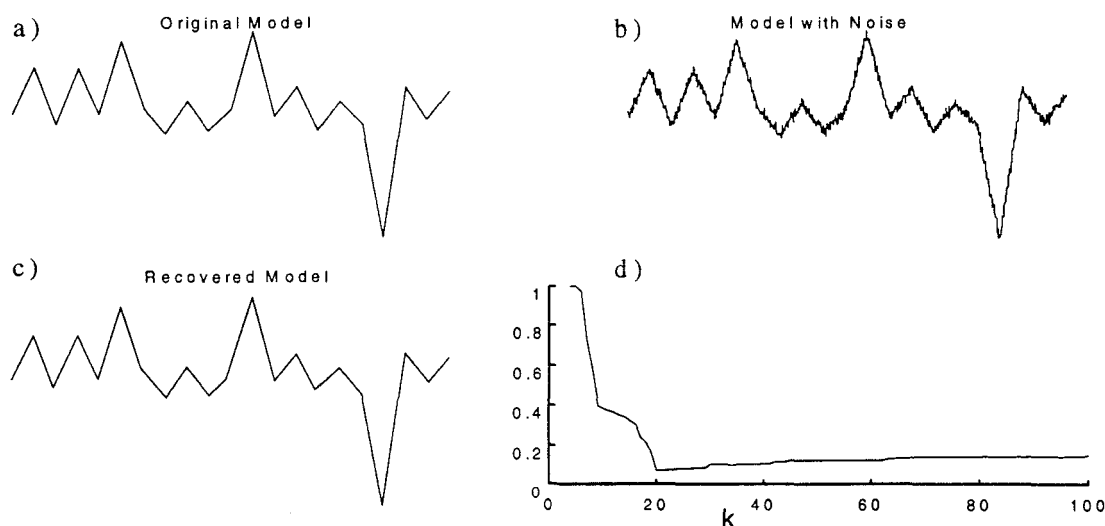 a)
Original Model
b)
Model with Noise
c)
Recovered Model
d)
1
0.8
0.6
0.4
0.2
0
0 20 40 60 80 100
k